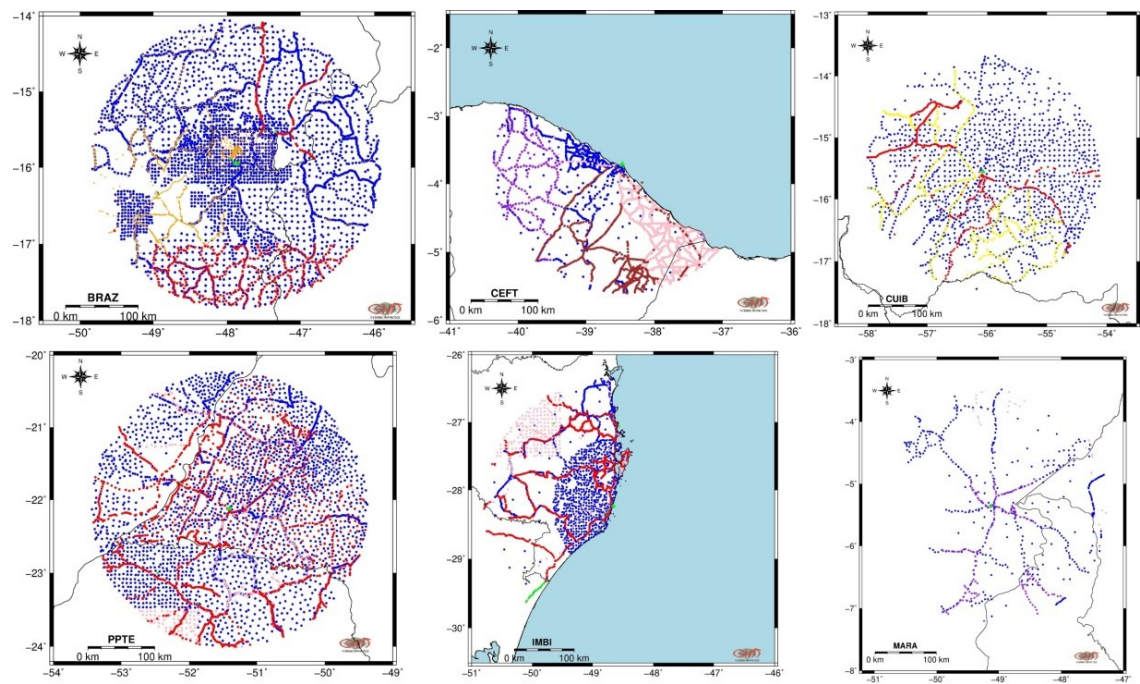 −14° −15° −16° −17° −18°
N
W E
S
BRAZ
0 km 100 km
−50° −49° −48° −47° −46°
−2° −3° −4° −5° −6°
N
W E
S
CEFT
0 km 100 km
−41 −40° −39° −38° −37° −36°
−13° −14° −15° −16° −17° −18°
N
W E
S
CUIB
0 km 100 km
−58° −57° −56° −55° −54°
−20° −21° −22° −23° −24°
N
W E
S
PPTE
0 km 100 km
−54° −53° −52° −51° −50° −49°
−26° −27° −28° −29° −30°
N
W E
S
IMBI
0 km 100 km
−51° −50° −49° −48° −47° −46°
−3° −4° −5° −6° −7° −8°
N
W E
S
MARA
0 km 100 km
−51° −50° −49° −48° −47°